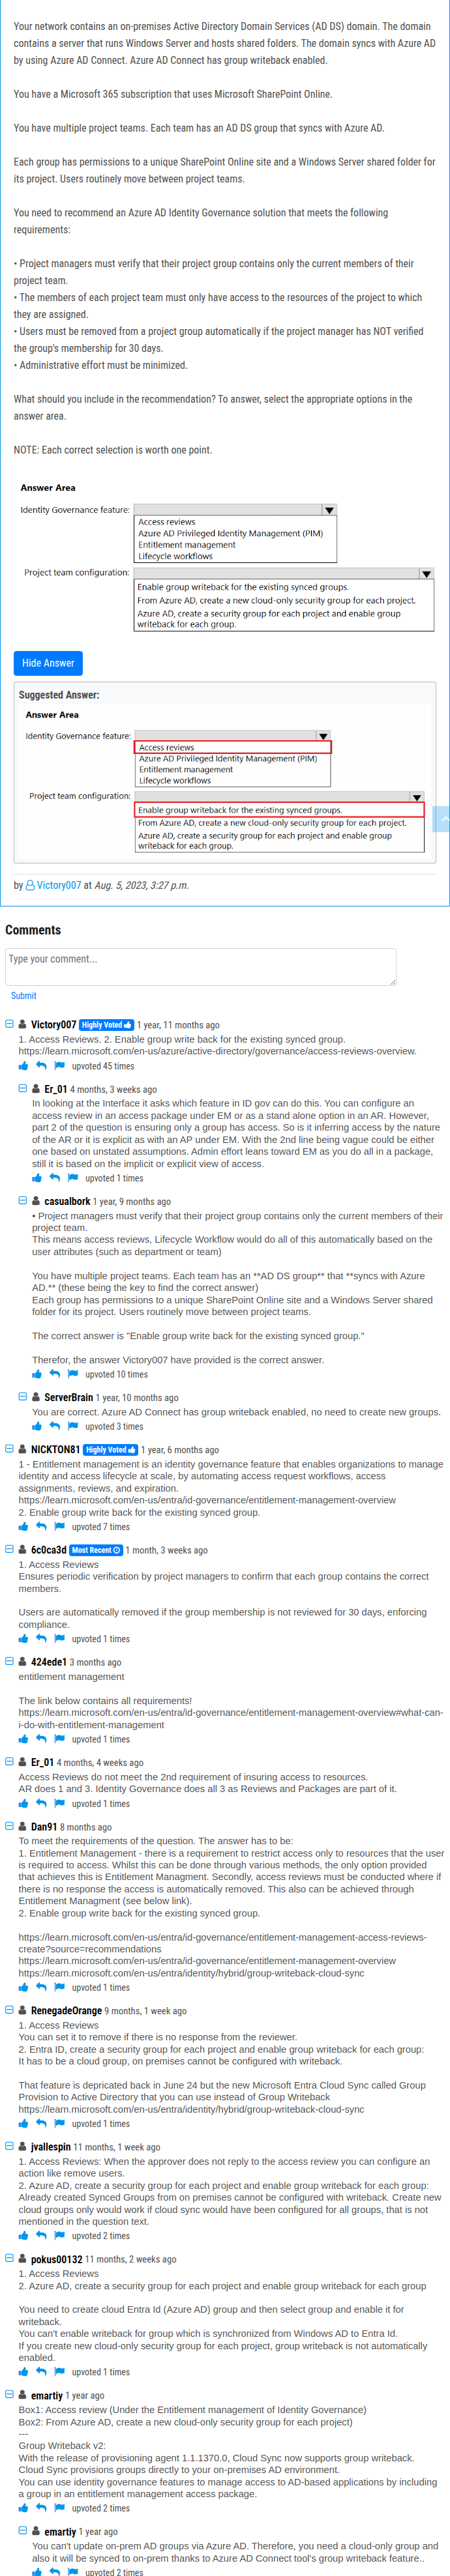 Your network contains an on-premises Active Directory Domain Services (AD DS) domain. The domain
contains a server that runs Windows Server and hosts shared folders. The domain syncs with Azure AD
by using Azure AD Connect. Azure AD Connect has group writeback enabled.
You have a Microsoft 365 subscription that uses Microsoft SharePoint Online.
You have multiple project teams. Each team has an AD DS group that syncs with Azure AD.
Each group has permissions to a unique SharePoint Online site and a Windows Server shared folder for
its project. Users routinely move between project teams.
You need to recommend an Azure AD Identity Governance solution that meets the following
requirements:
• Project managers must verify that their project group contains only the current members of their
project team.
• The members of each project team must only have access to the resources of the project to which
they are assigned.
• Users must be removed from a project group automatically if the project manager has NOT verified
the group's membership for 30 days.
• Administrative effort must be minimized.
What should you include in the recommendation? To answer, select the appropriate options in the
answer area.
NOTE: Each correct selection is worth one point.
Answer Area
Identity Governance feature:
Access reviews
Azure AD Privileged Identity Management (PIM)
Entitlement management
Lifecycle workflows
Project team configuration:
Enable group writeback for the existing synced groups.
From Azure AD, create a new cloud-only security group for each project.
Azure AD, create a security group for each project and enable group
writeback for each group.
Hide Answer
Suggested Answer:
Answer Area
Identity Governance feature:
Access reviews
Azure AD Privileged Identity Management (PIM)
Entitlement management
Lifecycle workflows
Project team configuration:
Enable group writeback for the existing synced groups.
From Azure AD, create a new cloud-only security group for each project.
Azure AD, create a security group for each project and enable group
writeback for each group.
by Victory007 at Aug. 5, 2023, 3:27 p.m.
Comments
Type your comment...
Submit
Victory007 Highly Voted 1 year, 11 months ago
1. Access Reviews. 2. Enable group write back for the existing synced group.
https://learn.microsoft.com/en-us/azure/active-directory/governance/access-reviews-overview.
upvoted 45 times
Er_01 4 months, 3 weeks ago
In looking at the Interface it asks which feature in ID gov can do this. You can configure an
access review in an access package under EM or as a stand alone option in an AR. However,
part 2 of the question is ensuring only a group has access. So is it inferring access by the nature
of the AR or it is explicit as with an AP under EM. With the 2nd line being vague could be either
one based on unstated assumptions. Admin effort leans toward EM as you do all in a package,
still it is based on the implicit or explicit view of access.
upvoted 1 times
casualbork 1 year, 9 months ago
• Project managers must verify that their project group contains only the current members of their
project team.
This means access reviews, Lifecycle Workflow would do all of this automatically based on the
user attributes (such as department or team)
You have multiple project teams. Each team has an **AD DS group** that **syncs with Azure
AD.** (these being the key to find the correct answer)
Each group has permissions to a unique SharePoint Online site and a Windows Server shared
folder for its project. Users routinely move between project teams.
The correct answer is "Enable group write back for the existing synced group."
Therefor, the answer Victory007 have provided is the correct answer.
upvoted 10 times
ServerBrain 1 year, 10 months ago
You are correct. Azure AD Connect has group writeback enabled, no need to create new groups.
upvoted 3 times
NICKTON81 Highly Voted 1 year, 6 months ago
1 - Entitlement management is an identity governance feature that enables organizations to manage
identity and access lifecycle at scale, by automating access request workflows, access
assignments, reviews, and expiration.
https://learn.microsoft.com/en-us/entra/id-governance/entitlement-management-overview
2. Enable group write back for the existing synced group.
upvoted 7 times
6c0ca3d Most Recent 1 month, 3 weeks ago
1. Access Reviews
Ensures periodic verification by project managers to confirm that each group contains the correct
members.
Users are automatically removed if the group membership is not reviewed for 30 days, enforcing
compliance.
upvoted 1 times
424ede1 3 months ago
entitlement management
The link below contains all requirements!
https://learn.microsoft.com/en-us/entra/id-governance/entitlement-management-overview#what-can-
i-do-with-entitlement-management
upvoted 1 times
Er_01 4 months, 4 weeks ago
Access Reviews do not meet the 2nd requirement of insuring access to resources.
AR does 1 and 3. Identity Governance does all 3 as Reviews and Packages are part of it.
upvoted 1 times
Dan91 8 months ago
To meet the requirements of the question. The answer has to be:
1. Entitlement Management - there is a requirement to restrict access only to resources that the user
is required to access. Whilst this can be done through various methods, the only option provided
that achieves this is Entitlement Managment. Secondly, access reviews must be conducted where if
there is no response the access is automatically removed. This also can be achieved through
Entitlement Managment (see below link).
2. Enable group write back for the existing synced group.
https://learn.microsoft.com/en-us/entra/id-governance/entitlement-management-access-reviews-
create?source=recommendations
https://learn.microsoft.com/en-us/entra/id-governance/entitlement-management-overview
https://learn.microsoft.com/en-us/entra/identity/hybrid/group-writeback-cloud-sync
upvoted 1 times
RenegadeOrange 9 months, 1 week ago
1. Access Reviews
You can set it to remove if there is no response from the reviewer.
2. Entra ID, create a security group for each project and enable group writeback for each group:
It has to be a cloud group, on premises cannot be configured with writeback.
That feature is depricated back in June 24 but the new Microsoft Entra Cloud Sync called Group
Provision to Active Directory that you can use instead of Group Writeback
https://learn.microsoft.com/en-us/entra/identity/hybrid/group-writeback-cloud-sync
upvoted 1 times
jvallespin 11 months, 1 week ago
1. Access Reviews: When the approver does not reply to the access review you can configure an
action like remove users.
2. Azure AD, create a security group for each project and enable group writeback for each group:
Already created Synced Groups from on premises cannot be configured with writeback. Create new
cloud groups only would work if cloud sync would have been configured for all groups, that is not
mentioned in the question text.
upvoted 2 times
pokus00132 11 months, 2 weeks ago
1. Access Reviews
2. Azure AD, create a security group for each project and enable group writeback for each group
You need to create cloud Entra Id (Azure AD) group and then select group and enable it for
writeback.
You can't enable writeback for group which is synchronized from Windows AD to Entra Id.
If you create new cloud-only security group for each project, group writeback is not automatically
enabled.
upvoted 1 times
emartiy 1 year ago
Box1: Access review (Under the Entitlement management of Identity Governance)
Box2: From Azure AD, create a new cloud-only security group for each project)
---
Group Writeback v2:
With the release of provisioning agent 1.1.1370.0, Cloud Sync now supports group writeback.
Cloud Sync provisions groups directly to your on-premises AD environment.
You can use identity governance features to manage access to AD-based applications by including
a group in an entitlement management access package.
upvoted 2 times
emartiy 1 year ago
You can't update on-prem AD groups via Azure AD. Therefore, you need a cloud-only group and
also it will be synced to on-prem thanks to Azure AD Connect tool's group writeback feature..
upvoted 2 times